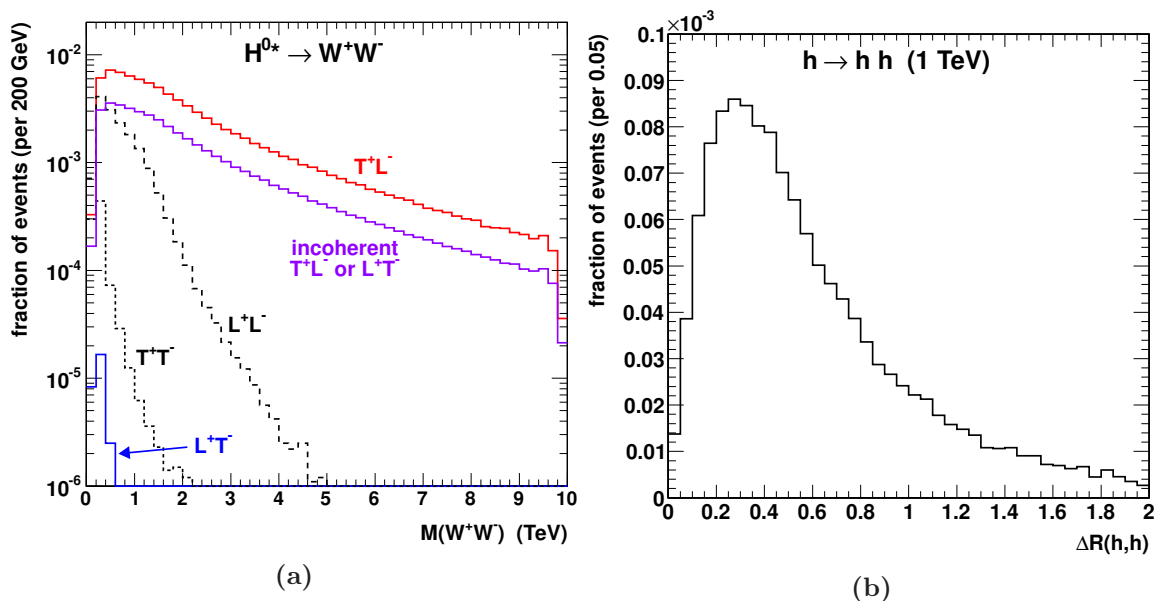 H⁰* → W⁺W⁻
fraction of events (per 200 GeV)
10⁻²
10⁻³
10⁻⁴
10⁻⁵
10⁻⁶
T⁺L⁻
incoherent
T⁺L⁻ or L⁺T⁻
L⁺L⁻
T⁺T⁻
L⁺T⁻
0 1 2 3 4 5 6 7 8 9 10
M(W⁺W⁻) (TeV)
(a)
×10⁻³
h → h h (1 TeV)
fraction of events (per 0.05)
0.1
0.09
0.08
0.07
0.06
0.05
0.04
0.03
0.02
0.01
0
0 0.2 0.4 0.6 0.8 1 1.2 1.4 1.6 1.8 2
ΔR(h,h)
(b)